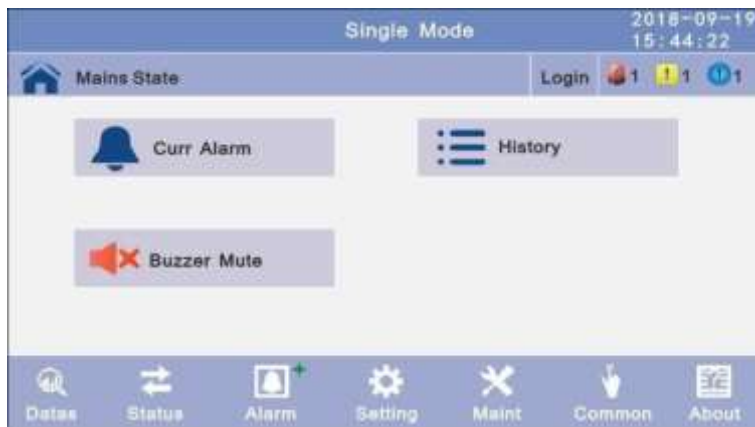 Single Mode
2018-09-19
15:44:22
Mains State
Login
1
1
1
Curr Alarm
History
Buzzer Mute
Datas
Status
Alarm
Setting
Maint
Common
About